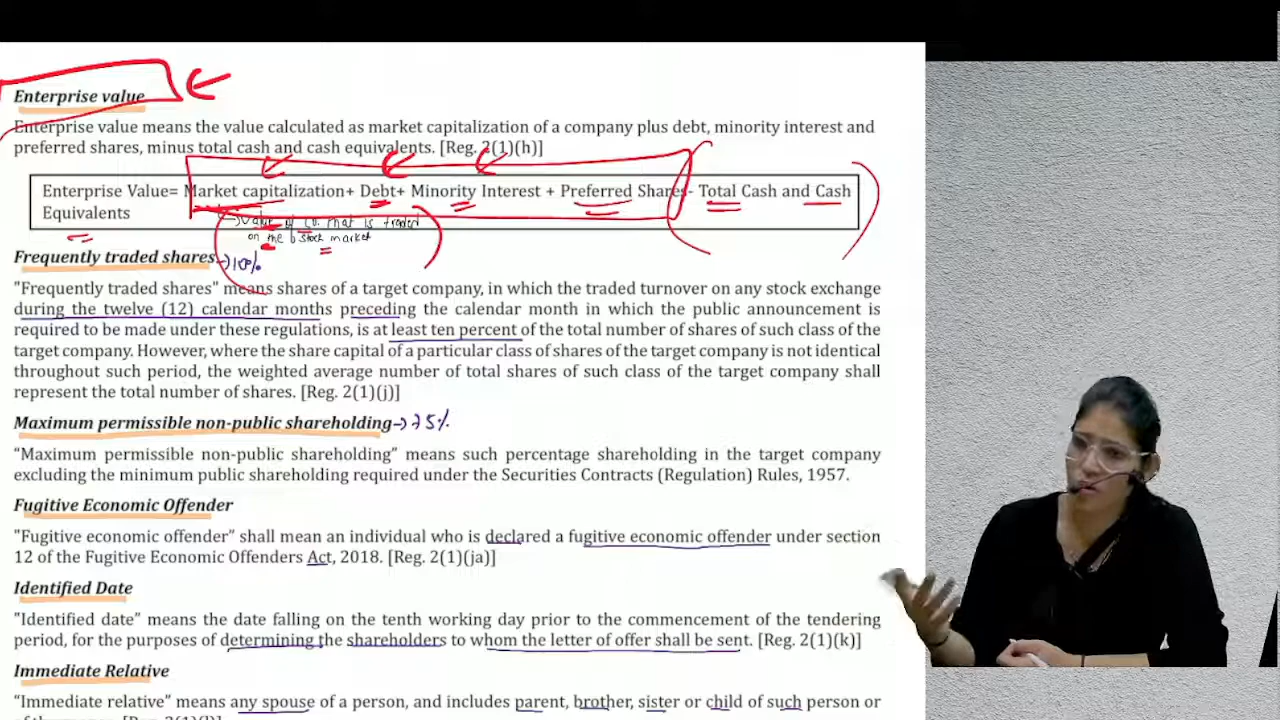 Enterprise value
Enterprise value means the value calculated as market capitalization of a company plus debt, minority interest and
preferred shares, minus total cash and cash equivalents. [Reg. 2(1)(h)]
Enterprise Value= Market capitalization+ Debt+ Minority Interest + Preferred Shares- Total Cash and Cash
Equivalents
→ value of co. that is traded
on the stock market
Frequently traded shares →10%
"Frequently traded shares" means shares of a target company, in which the traded turnover on any stock exchange
during the twelve (12) calendar months preceding the calendar month in which the public announcement is
required to be made under these regulations, is at least ten percent of the total number of shares of such class of the
target company. However, where the share capital of a particular class of shares of the target company is not identical
throughout such period, the weighted average number of total shares of such class of the target company shall
represent the total number of shares. [Reg. 2(1)(j)]
Maximum permissible non-public shareholding →75%
“Maximum permissible non-public shareholding” means such percentage shareholding in the target company
excluding the minimum public shareholding required under the Securities Contracts (Regulation) Rules, 1957.
Fugitive Economic Offender
"Fugitive economic offender” shall mean an individual who is declared a fugitive economic offender under section
12 of the Fugitive Economic Offenders Act, 2018. [Reg. 2(1)(ja)]
Identified Date
"Identified date” means the date falling on the tenth working day prior to the commencement of the tendering
period, for the purposes of determining the shareholders to whom the letter of offer shall be sent. [Reg. 2(1)(k)]
Immediate Relative
“Immediate relative” means any spouse of a person, and includes parent, brother, sister or child of such person or